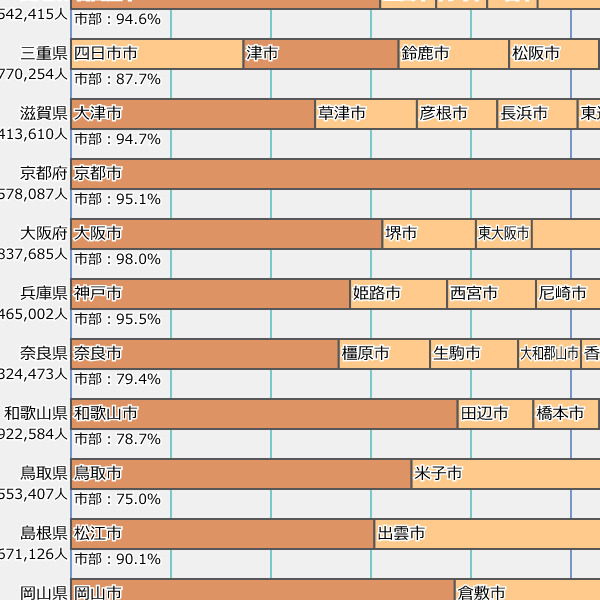 542,415人
市部：94.6%
三重県 四日市市 津市 鈴鹿市 松阪市
770,254人 市部：87.7%
滋賀県 大津市 草津市 彦根市 長浜市 東
413,610人 市部：94.7%
京都府 京都市
578,087人 市部：95.1%
大阪府 大阪市 堺市 東大阪市
837,685人 市部：98.0%
兵庫県 神戸市 姫路市 西宮市 尼崎市
465,002人 市部：95.5%
奈良県 奈良市 橿原市 生駒市 大和郡山市 香
324,473人 市部：79.4%
和歌山県 和歌山市 田辺市 橋本市
922,584人 市部：78.7%
鳥取県 鳥取市 米子市
553,407人 市部：75.0%
島根県 松江市 出雲市
671,126人 市部：90.1%
岡山県 岡山市 倉敷市